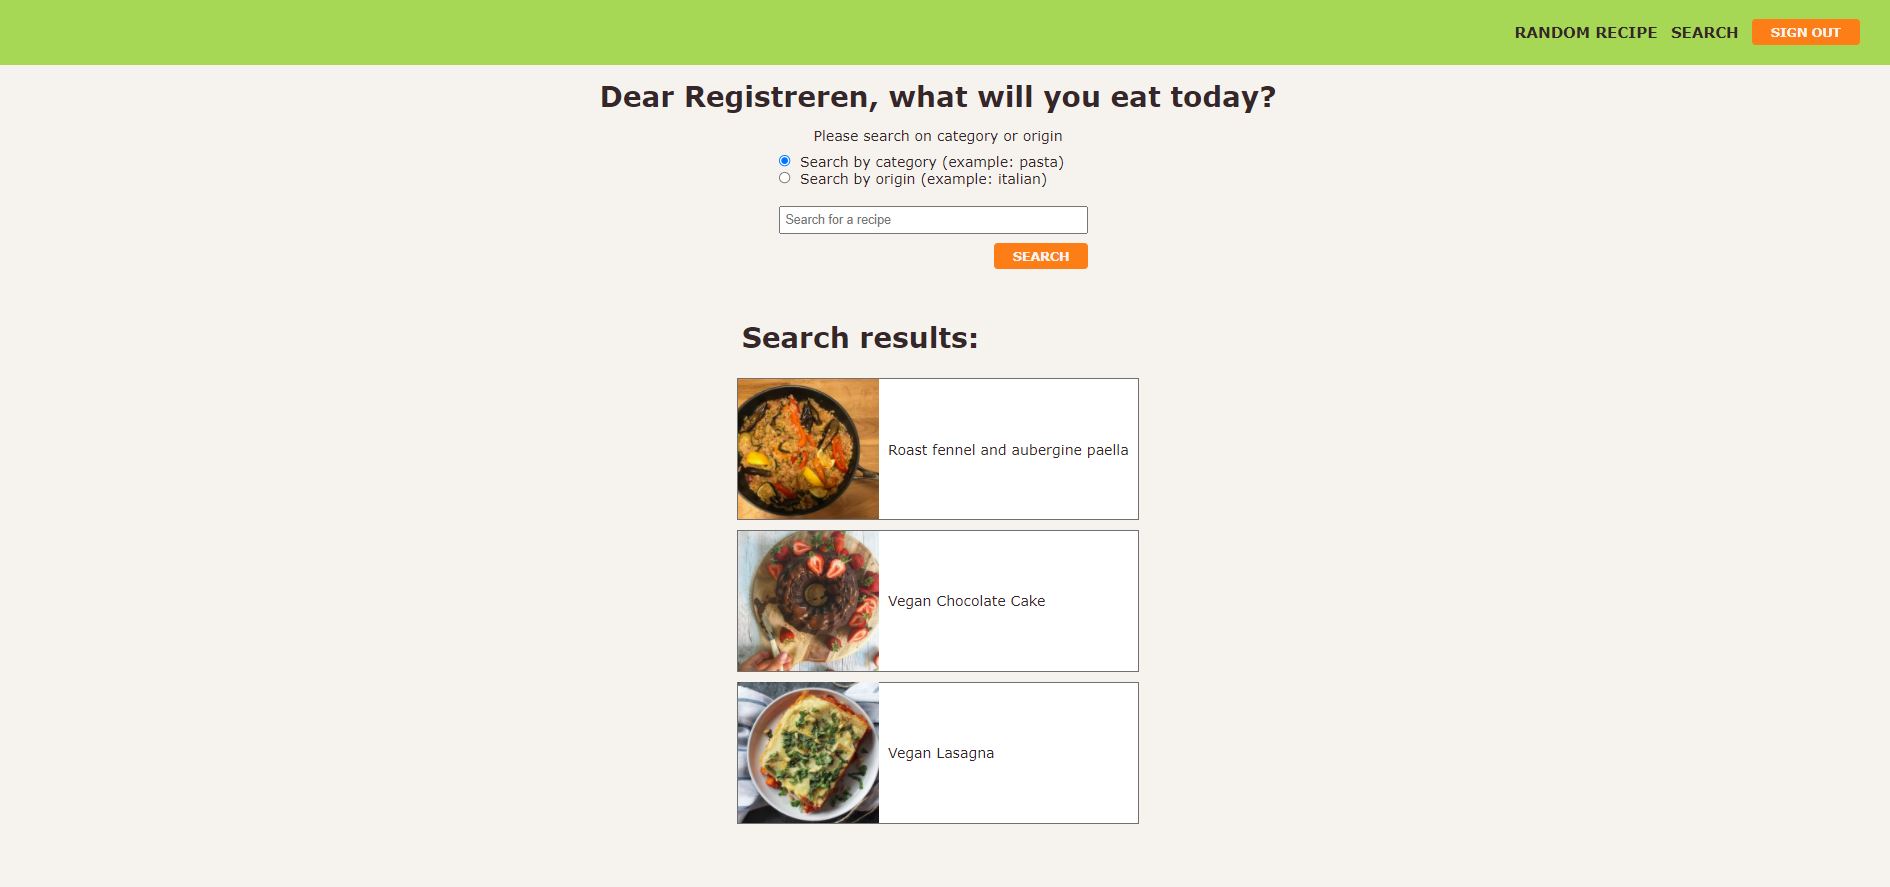 RANDOM RECIPE SEARCH SIGN OUT
Dear Registreren, what will you eat today?
Please search on category or origin
Search by category (example: pasta)
Search by origin (example: italian)
Search for a recipe
SEARCH
Search results:
Roast fennel and aubergine paella
Vegan Chocolate Cake
Vegan Lasagna